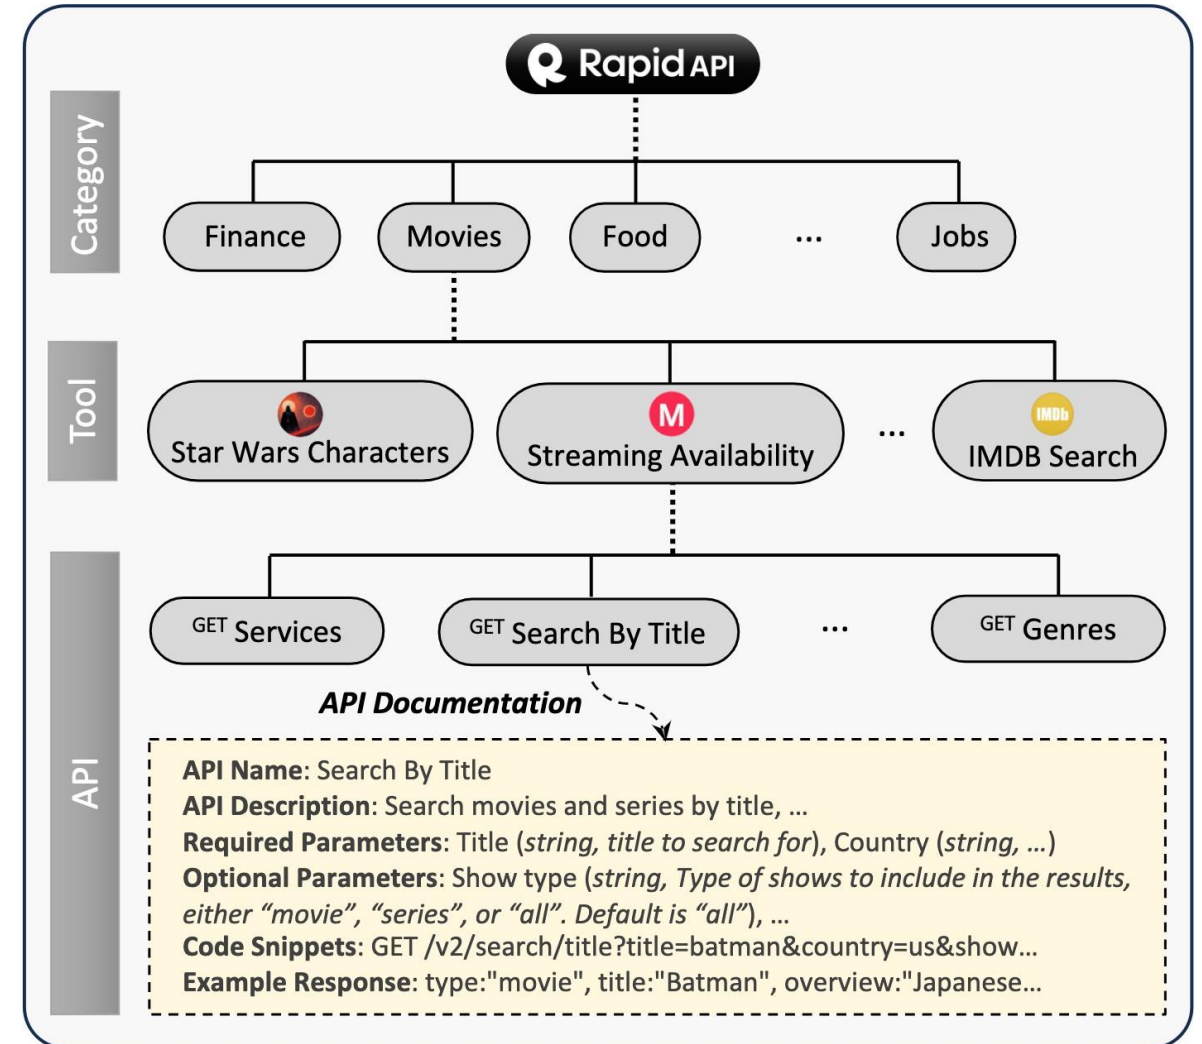 Rapid API
Category
Finance
Movies
Food
...
Jobs
Tool
Star Wars Characters
M
Streaming Availability
...
IMDb
IMDB Search
API
GET Services
GET Search By Title
...
GET Genres
API Documentation
API Name: Search By Title
API Description: Search movies and series by title, ...
Required Parameters: Title (string, title to search for), Country (string, ...)
Optional Parameters: Show type (string, Type of shows to include in the results,
either “movie”, “series”, or “all”. Default is “all”), ...
Code Snippets: GET /v2/search/title?title=batman&country=us&show...
Example Response: type:"movie", title:"Batman", overview:"Japanese...